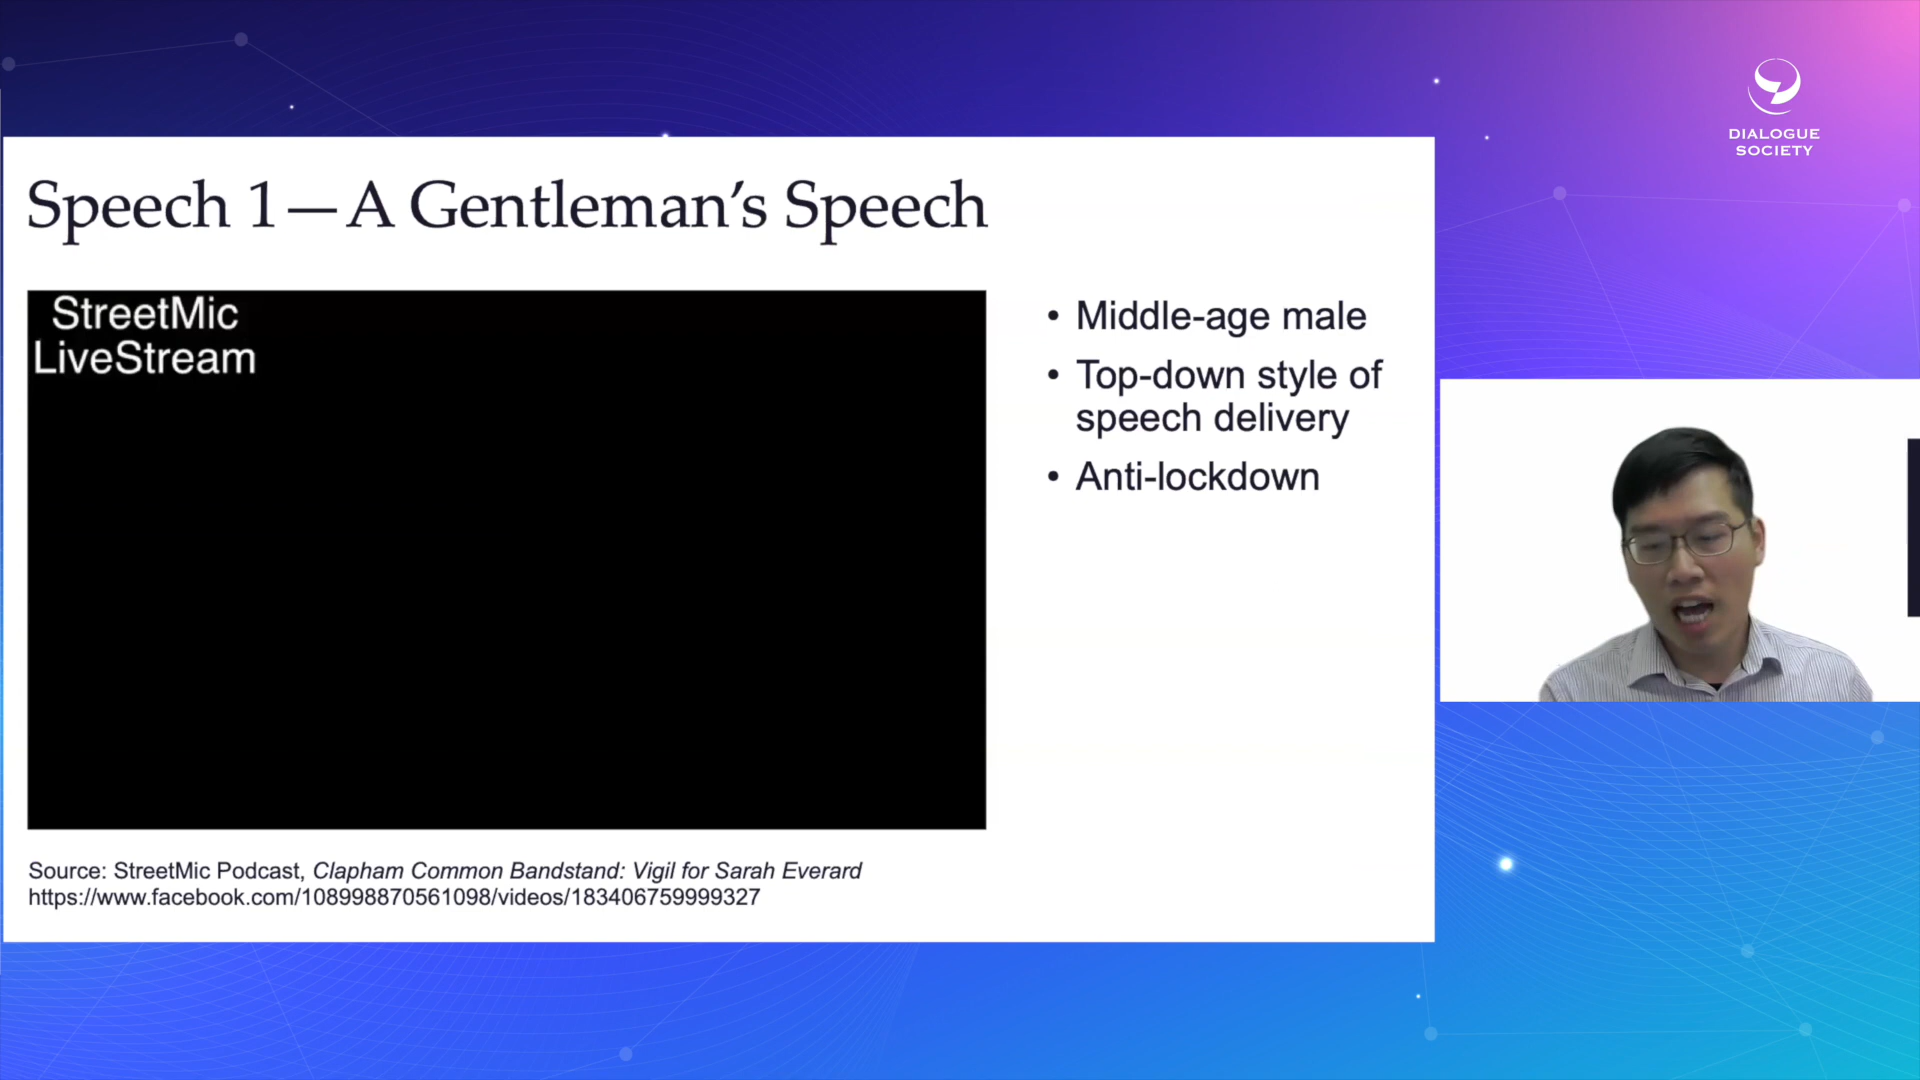 DIALOGUE
SOCIETY
Speech 1—A Gentleman’s Speech
StreetMic
LiveStream
• Middle-age male
• Top-down style of
speech delivery
• Anti-lockdown
Source: StreetMic Podcast, Clapham Common Bandstand: Vigil for Sarah Everard
https://www.facebook.com/108998870561098/videos/183406759999327